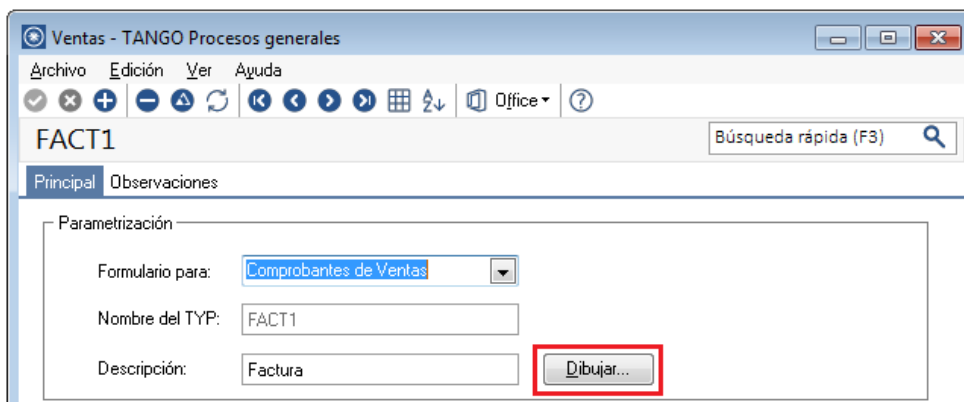 Ventas - TANGO Procesos generales
Archivo Edición Ver Ayuda
A Z Office ?
FACT1 Búsqueda rápida (F3)
Principal Observaciones
Parametrización
Formulario para: Comprobantes de Ventas
Nombre del TYP: FACT1
Descripción: Factura Dibujar...